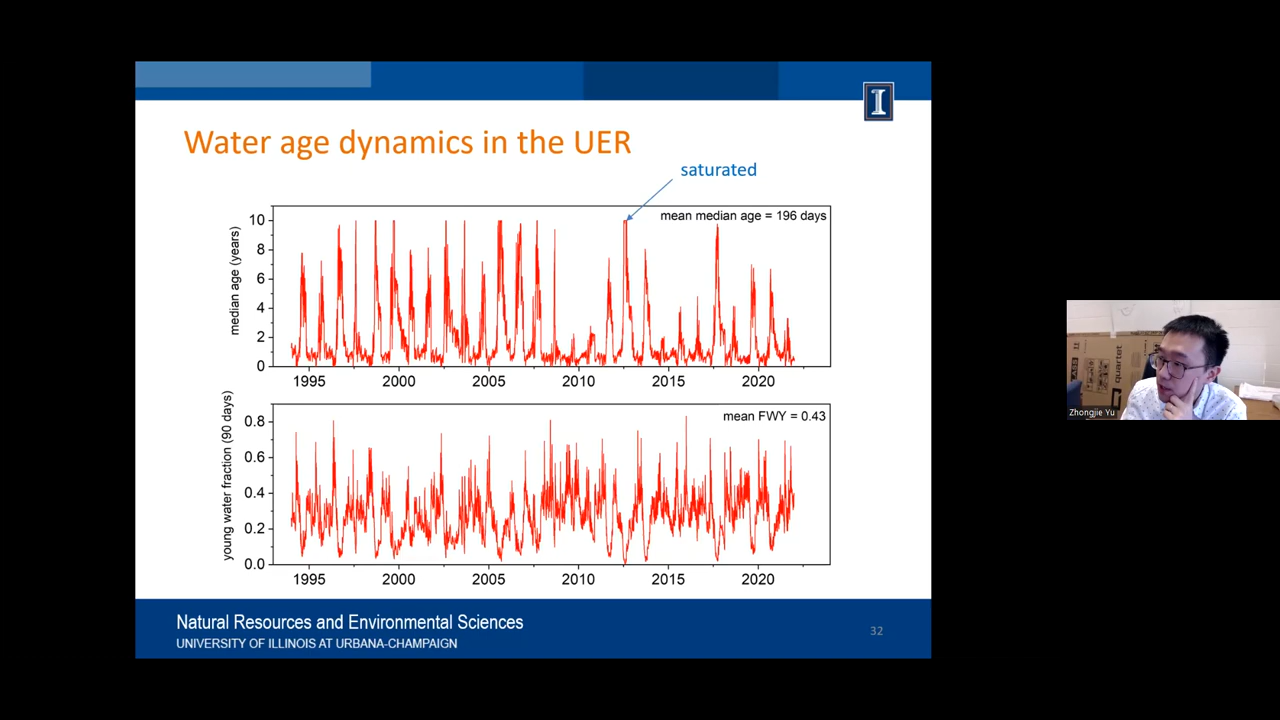 I
Water age dynamics in the UER
saturated
mean median age = 196 days
median age (years)
10
8
6
4
2
0
1995 2000 2005 2010 2015 2020
mean FWY = 0.43
young water fraction (90 days)
0.8
0.6
0.4
0.2
0.0
1995 2000 2005 2010 2015 2020
Natural Resources and Environmental Sciences
UNIVERSITY OF ILLINOIS AT URBANA-CHAMPAIGN
32
quartet
Zhongjie Yu